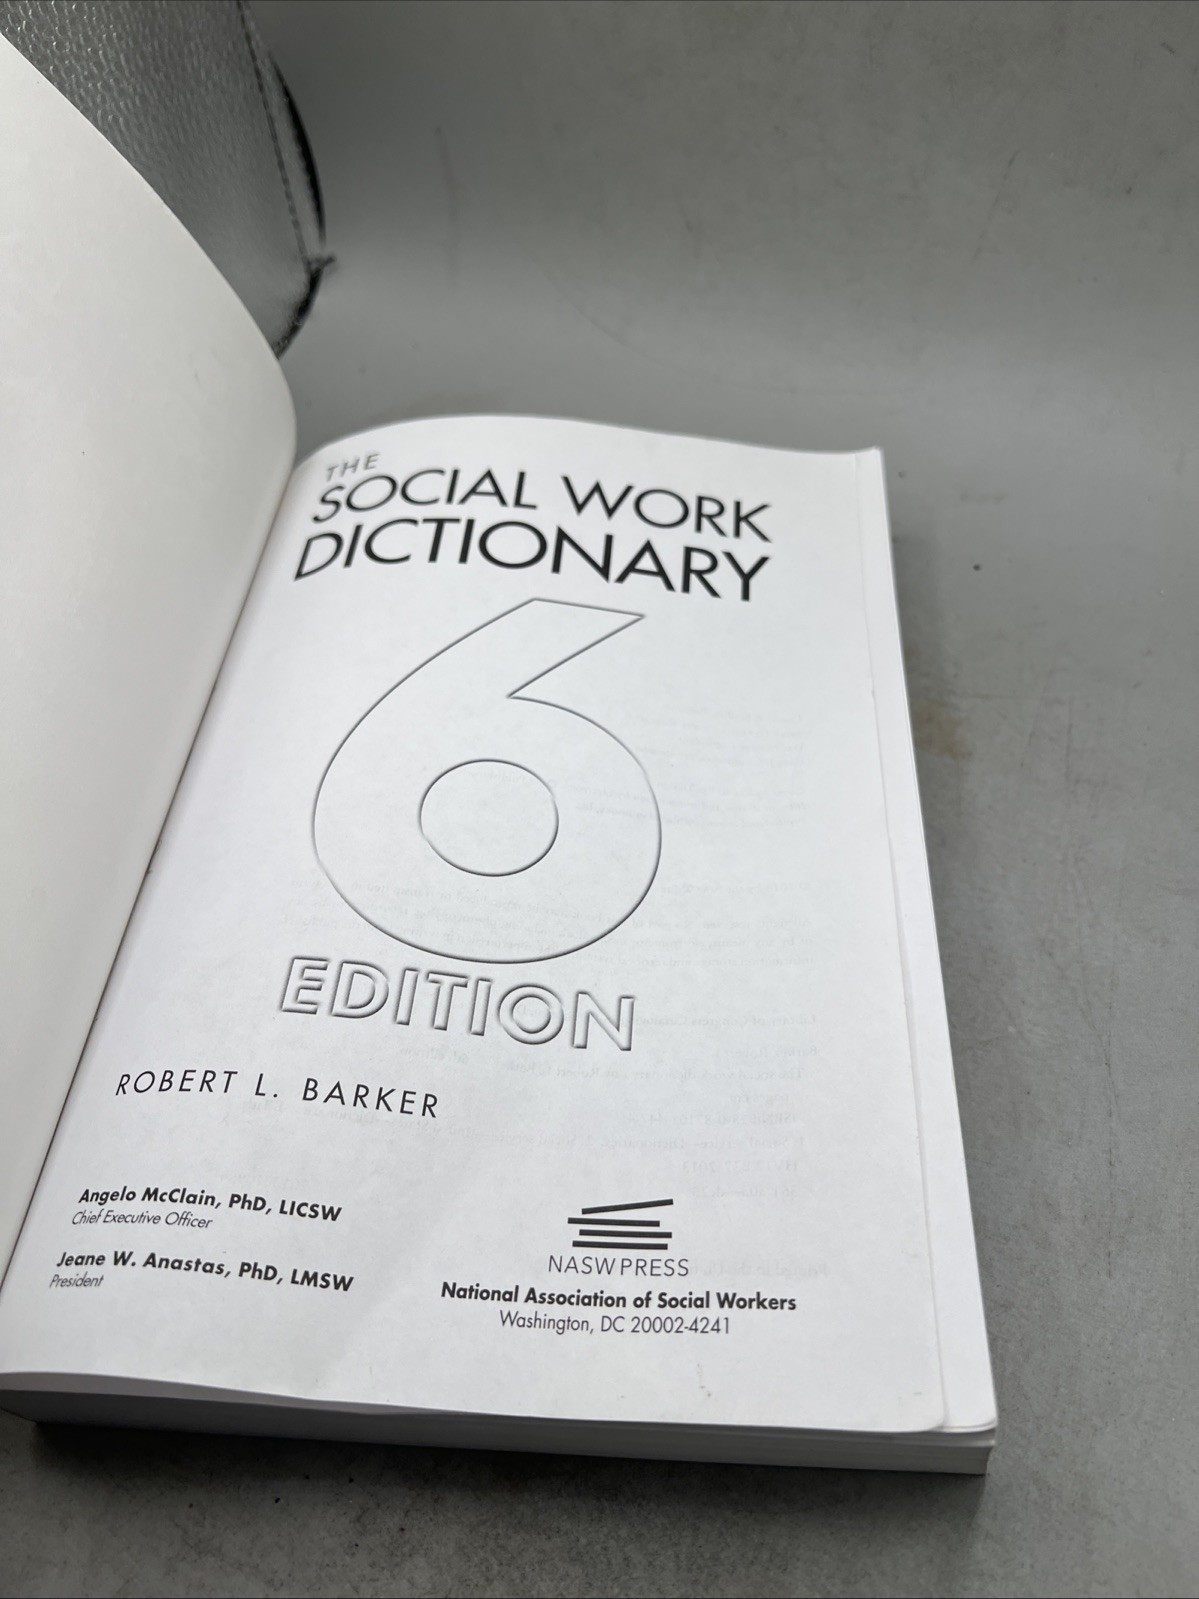 THE
SOCIAL WORK
DICTIONARY
6
EDITION
ROBERT L. BARKER
Angelo McClain, PhD, LICSW
Chief Executive Officer
Jeane W. Anastas, PhD, LMSW
President
NASW PRESS
National Association of Social Workers
Washington, DC 20002-4241